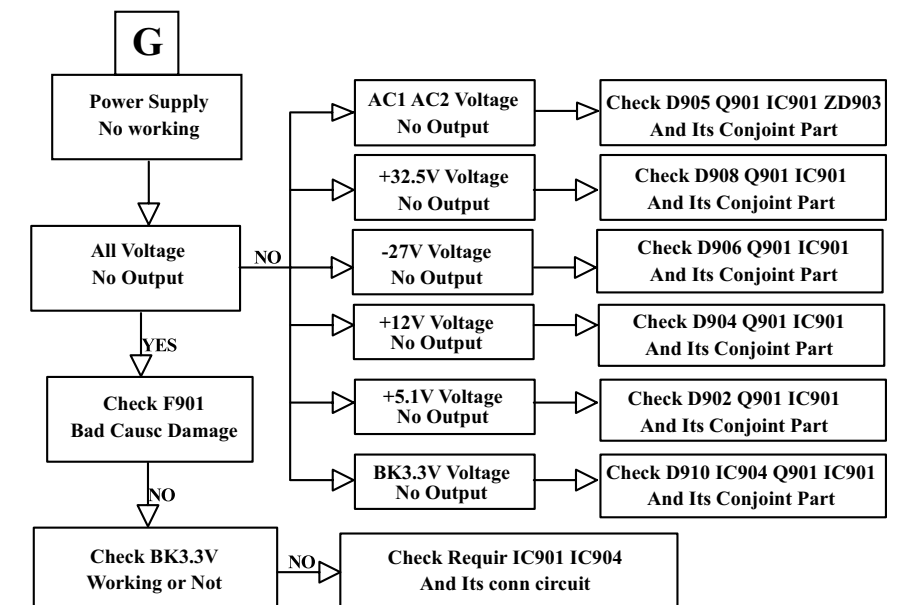 G
Power Supply
No working
All Voltage
No Output
NO
YES
Check F901
Bad Causc Damage
NO
Check BK3.3V
Working or Not
NO
Check Requir IC901 IC904
And Its conn circuit
AC1 AC2 Voltage
No Output
Check D905 Q901 IC901 ZD903
And Its Conjoint Part
+32.5V Voltage
No Output
Check D908 Q901 IC901
And Its Conjoint Part
-27V Voltage
No Output
Check D906 Q901 IC901
And Its Conjoint Part
+12V Voltage
No Output
Check D904 Q901 IC901
And Its Conjoint Part
+5.1V Voltage
No Output
Check D902 Q901 IC901
And Its Conjoint Part
BK3.3V Voltage
No Output
Check D910 IC904 Q901 IC901
And Its Conjoint Part